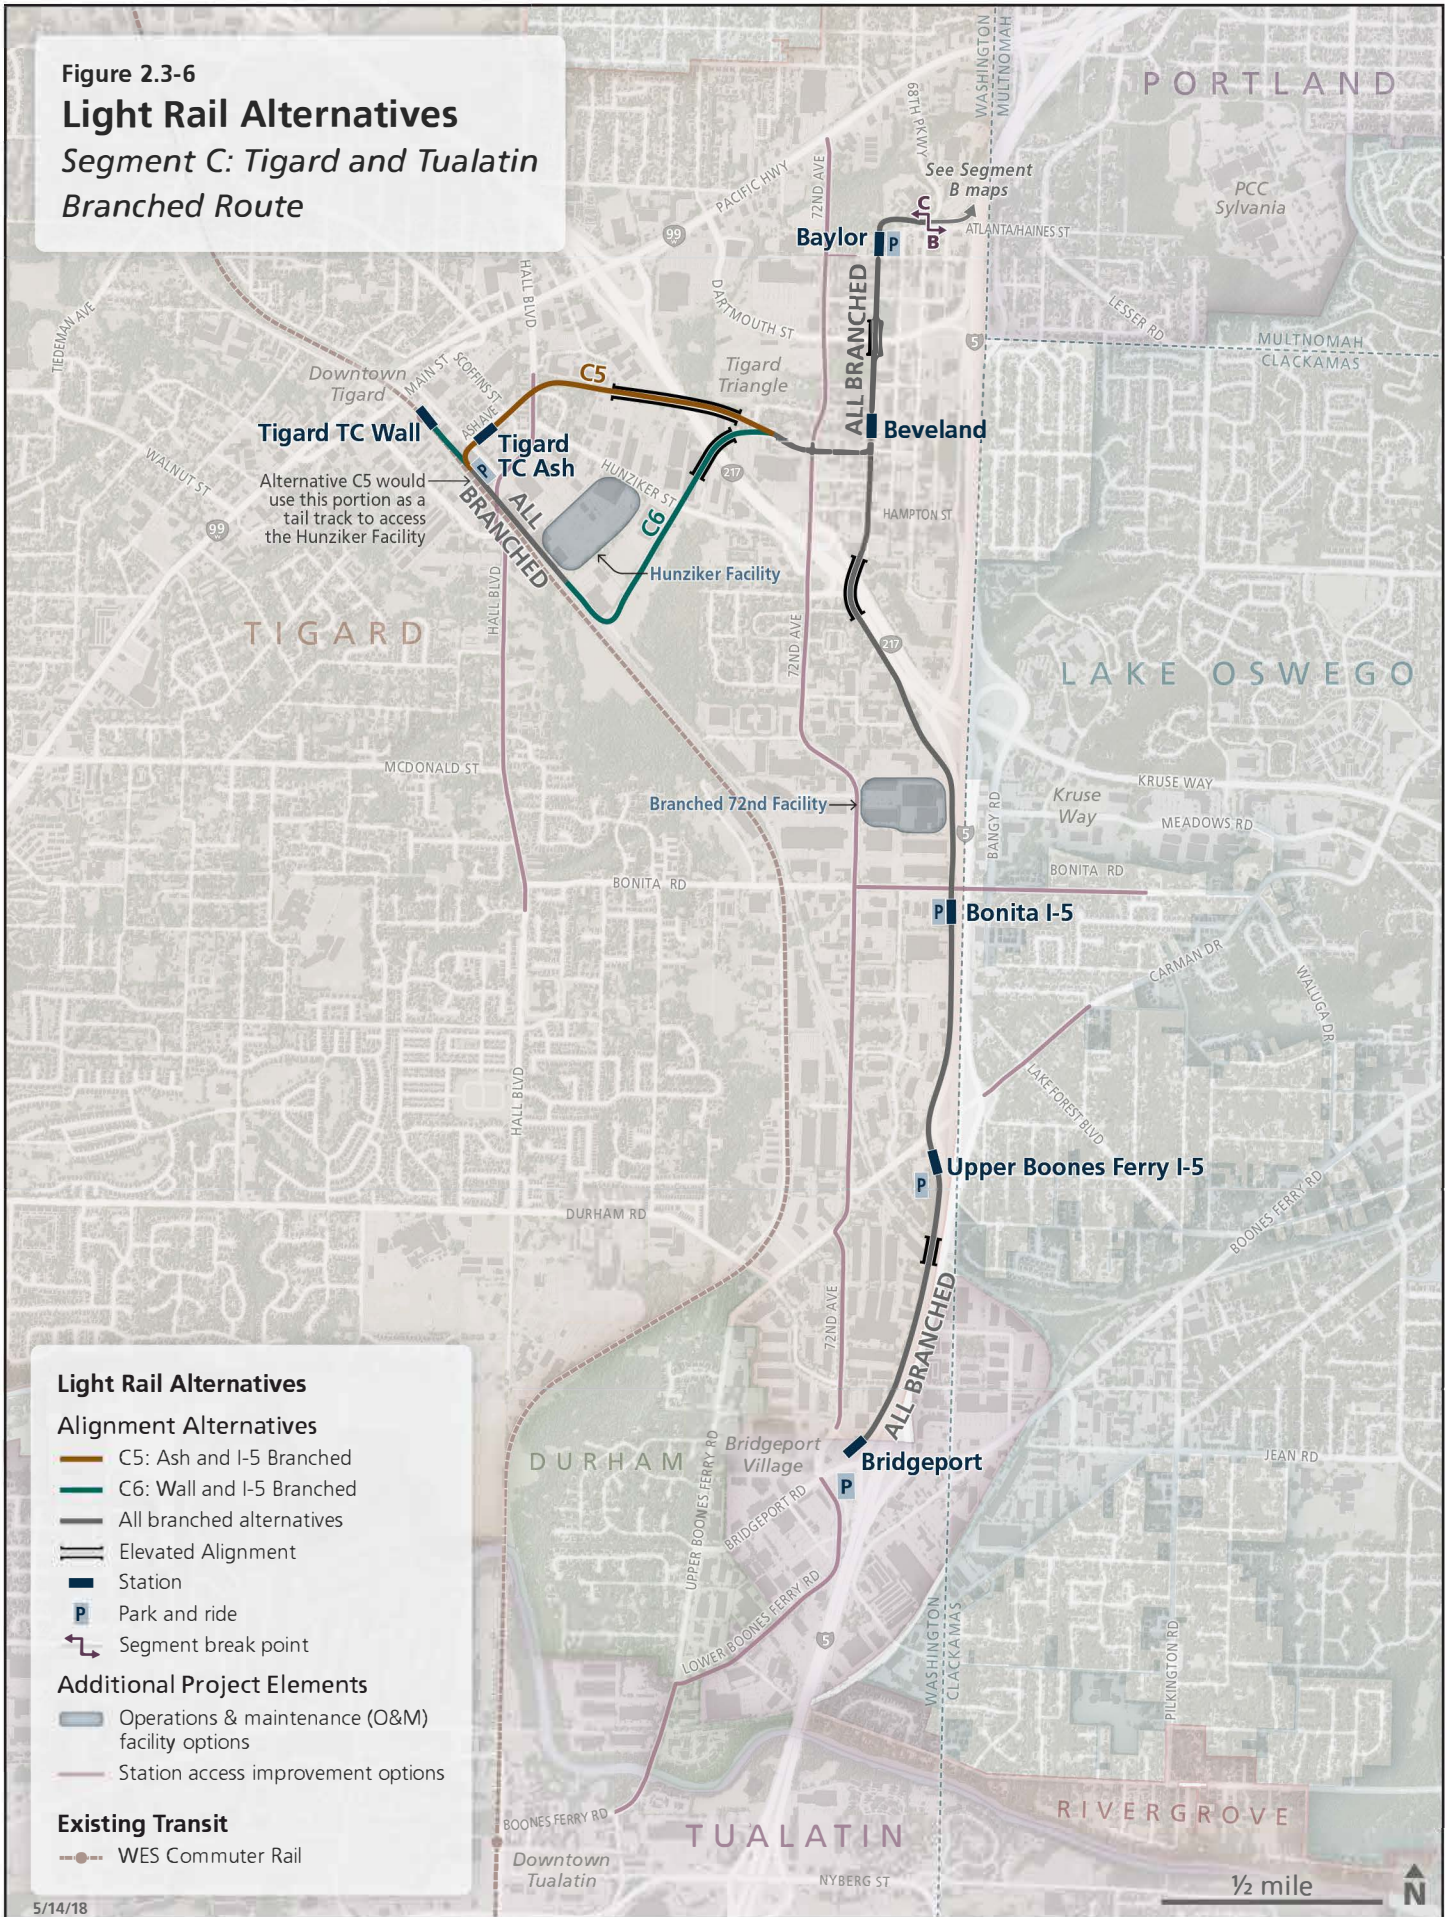 Figure 2.3-6
Light Rail Alternatives
Segment C: Tigard and Tualatin
Branched Route
PORTLAND
WASHINGTON
MULTNOMAH
68TH PKWY
See Segment
B maps
PCC
Sylvania
PACIFIC HWY
72ND AVE
C
B
ATLANTA/HAINES ST
Baylor
P
99W
HALL BLVD
DARTMOUTH ST
ALL BRANCHED
LESSER RD
5
MULTNOMAH
CLACKAMAS
TIEDEMAN AVE
Downtown
Tigard
MAIN ST
SCOFFINS ST
ASH AVE
C5
Tigard
Triangle
Tigard TC Wall
Tigard
TC Ash
P
Beveland
WALNUT ST
Alternative C5 would
use this portion as a
tail track to access
the Hunziker Facility
ALL
BRANCHED
HUNZIKER ST
217
C6
HAMPTON ST
99W
Hunziker Facility
HALL BLVD
TIGARD
72ND AVE
217
LAKE OSWEGO
MCDONALD ST
KRUSE WAY
Branched 72nd Facility
Kruse
Way
BANGY RD
MEADOWS RD
5
BONITA RD
BONITA RD
P
Bonita I-5
CARMAN DR
WALUGA DR
HALL BLVD
LAKE FOREST BLVD
Upper Boones Ferry I-5
P
DURHAM RD
BOONES FERRY RD
72ND AVE
ALL BRANCHED
DURHAM
UPPER BOONES FERRY RD
Bridgeport
Village
Bridgeport
P
JEAN RD
BRIDGEPORT RD
LOWER BOONES FERRY RD
5
WASHINGTON
CLACKAMAS
PILKINGTON RD
RIVERGROVE
BOONES FERRY RD
TUALATIN
Downtown
Tualatin
NYBERG ST
Light Rail Alternatives
Alignment Alternatives
C5: Ash and I-5 Branched
C6: Wall and I-5 Branched
All branched alternatives
Elevated Alignment
Station
P Park and ride
Segment break point
Additional Project Elements
Operations & maintenance (O&M)
facility options
Station access improvement options
Existing Transit
WES Commuter Rail
½ mile
N
5/14/18